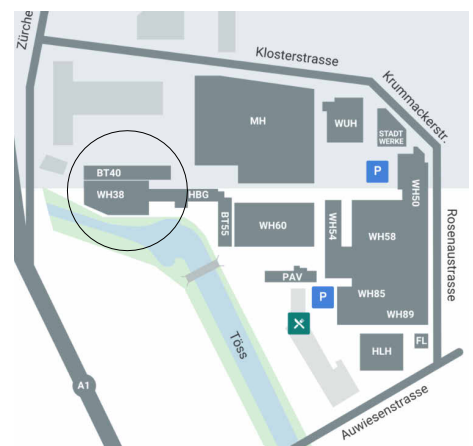 Zürche
Klosterstrasse
Krummackerstr.
MH
WUH
STADT
WERKE
P
BT40
WH38
HBG
BT55
WH60
WH54
WH58
WH50
Rosenaustrasse
PAV
P
WH85
WH89
Töss
HLH
FL
A1
Auwiesenstrasse